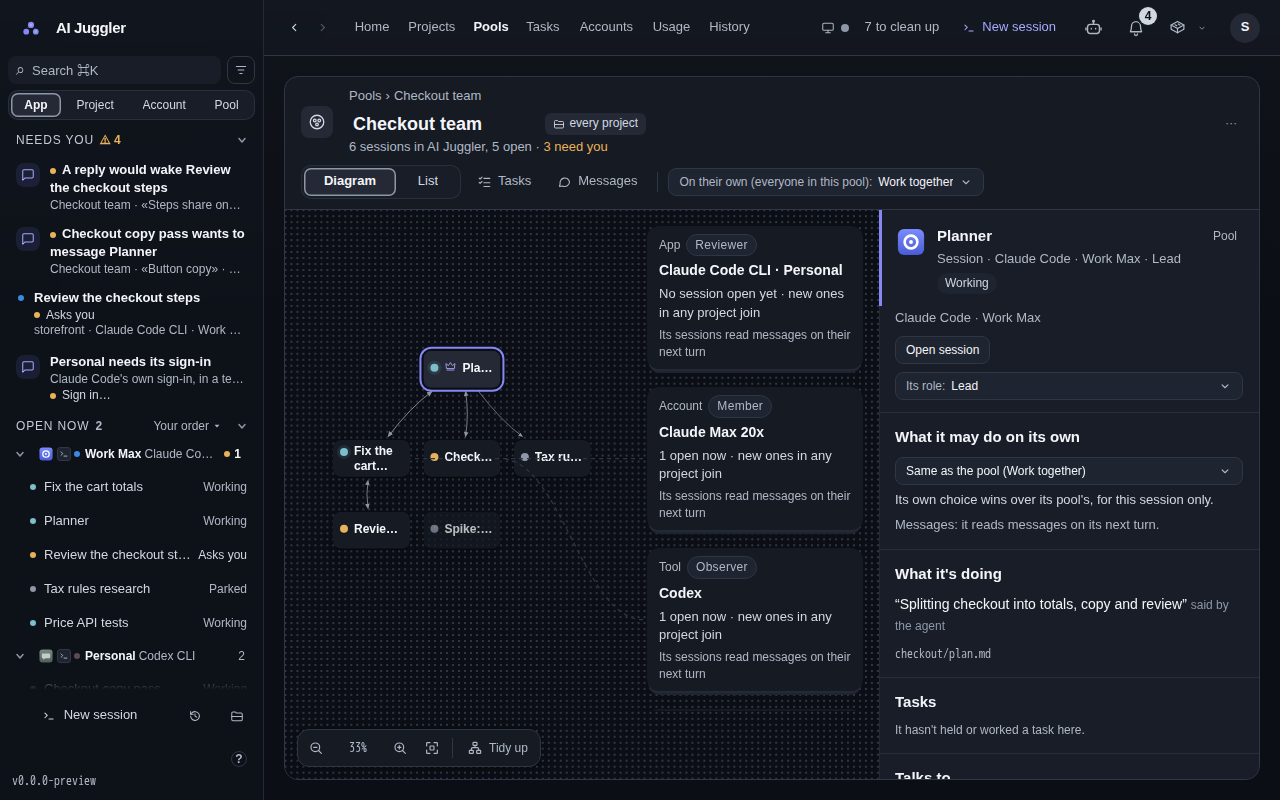 AI Juggler
Search ⌘K
App Project Account Pool
NEEDS YOU 4
A reply would wake Review the checkout steps
Checkout team · «Steps share on…
Checkout copy pass wants to message Planner
Checkout team · «Button copy» · …
Review the checkout steps
Asks you
storefront · Claude Code CLI · Work …
Personal needs its sign-in
Claude Code's own sign-in, in a te…
Sign in…
OPEN NOW 2 Your order
Work Max Claude Co… 1
Fix the cart totals Working
Planner Working
Review the checkout st… Asks you
Tax rules research Parked
Price API tests Working
Personal Codex CLI 2
Checkout copy pass Working
New session
?
v0.0.0-preview
Home Projects Pools Tasks Accounts Usage History
7 to clean up
New session
4
S
Pools › Checkout team
Checkout team every project
6 sessions in AI Juggler, 5 open · 3 need you
Diagram List Tasks Messages
On their own (everyone in this pool): Work together
Pla…
Fix the cart…
Check…
Tax ru…
Revie…
Spike:…
App Reviewer
Claude Code CLI · Personal
No session open yet · new ones in any project join
Its sessions read messages on their next turn
Account Member
Claude Max 20x
1 open now · new ones in any project join
Its sessions read messages on their next turn
Tool Observer
Codex
1 open now · new ones in any project join
Its sessions read messages on their next turn
33%
Tidy up
Planner Pool
Session · Claude Code · Work Max · Lead
Working
Claude Code · Work Max
Open session
Its role: Lead
What it may do on its own
Same as the pool (Work together)
Its own choice wins over its pool's, for this session only.
Messages: it reads messages on its next turn.
What it's doing
“Splitting checkout into totals, copy and review” said by the agent
checkout/plan.md
Tasks
It hasn't held or worked a task here.
Talks to